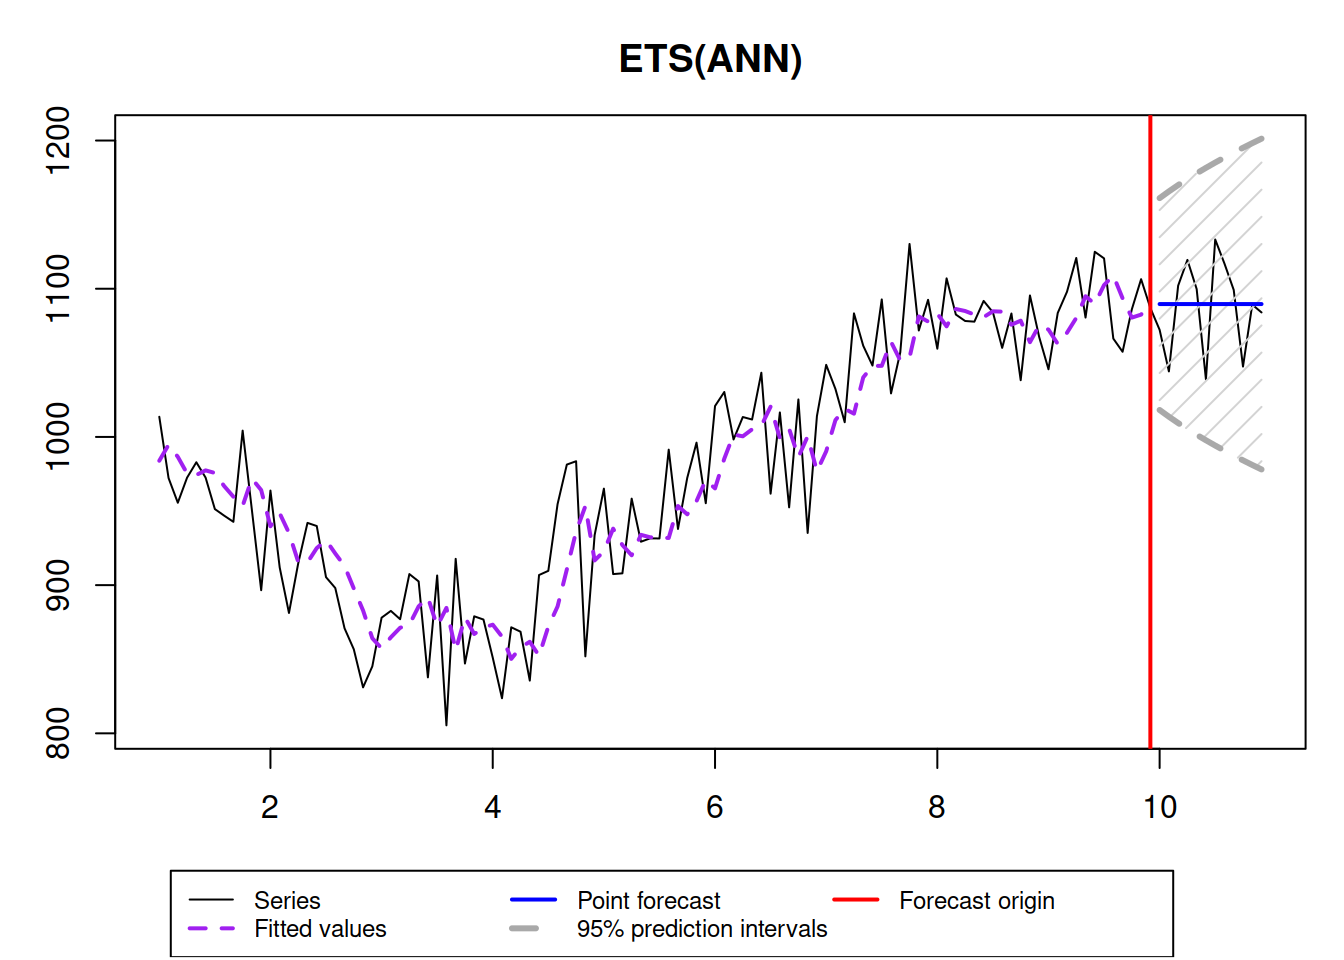 ETS(ANN)
1200
1100
1000
900
800
2 4 6 8 10
Series Point forecast Forecast origin
Fitted values 95% prediction intervals